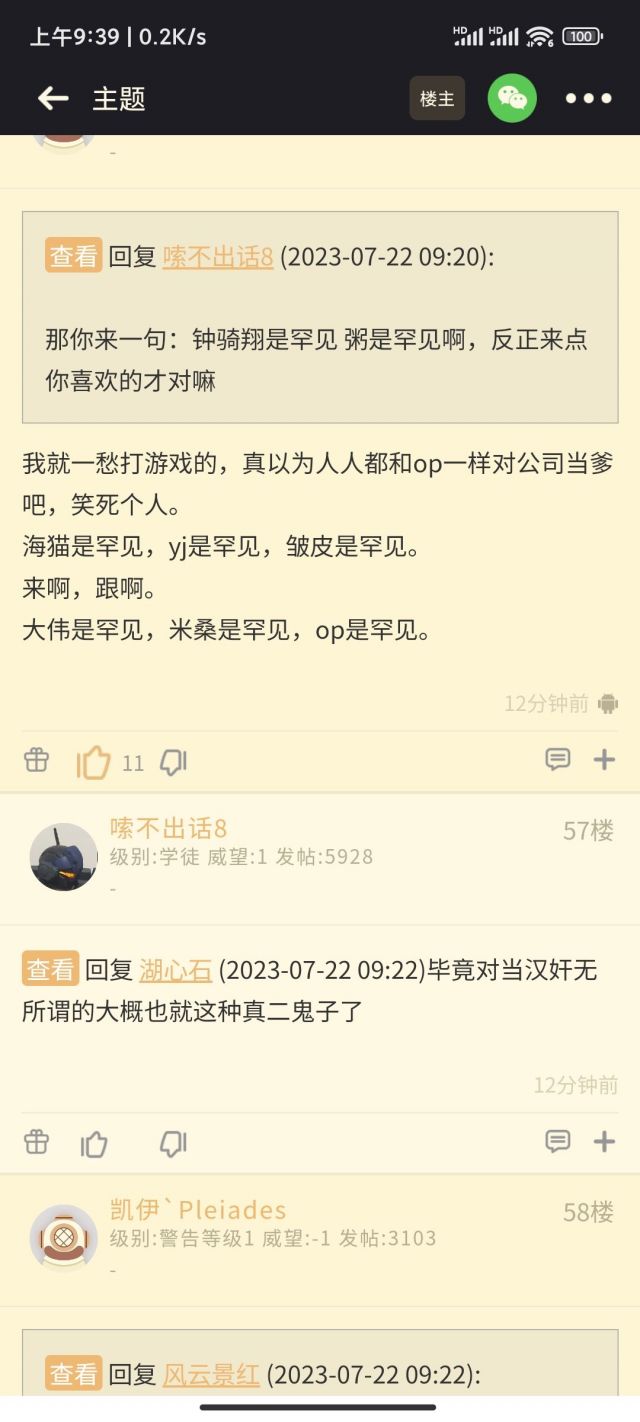 上午9:39 | 0.2K/s
HD HD 6 100
主题
楼主
-
查看 回复 嗦不出话8 (2023-07-22 09:20):
那你来一句：钟骑翔是罕见 粥是罕见啊，反正来点
你喜欢的才对嘛
我就一愁打游戏的，真以为人人都和op一样对公司当爹
吧，笑死个人。
海猫是罕见，yj是罕见，皱皮是罕见。
来啊，跟啊。
大伟是罕见，米桑是罕见，op是罕见。
12分钟前
11
嗦不出话8
57楼
级别:学徒 威望:1 发帖:5928
-
查看 回复 湖心石 (2023-07-22 09:22)毕竟对当汉奸无
所谓的大概也就这种真二鬼子了
12分钟前
凯伊`Pleiades
58楼
级别:警告等级1 威望:-1 发帖:3103
-
查看 回复 风云景红 (2023-07-22 09:22):